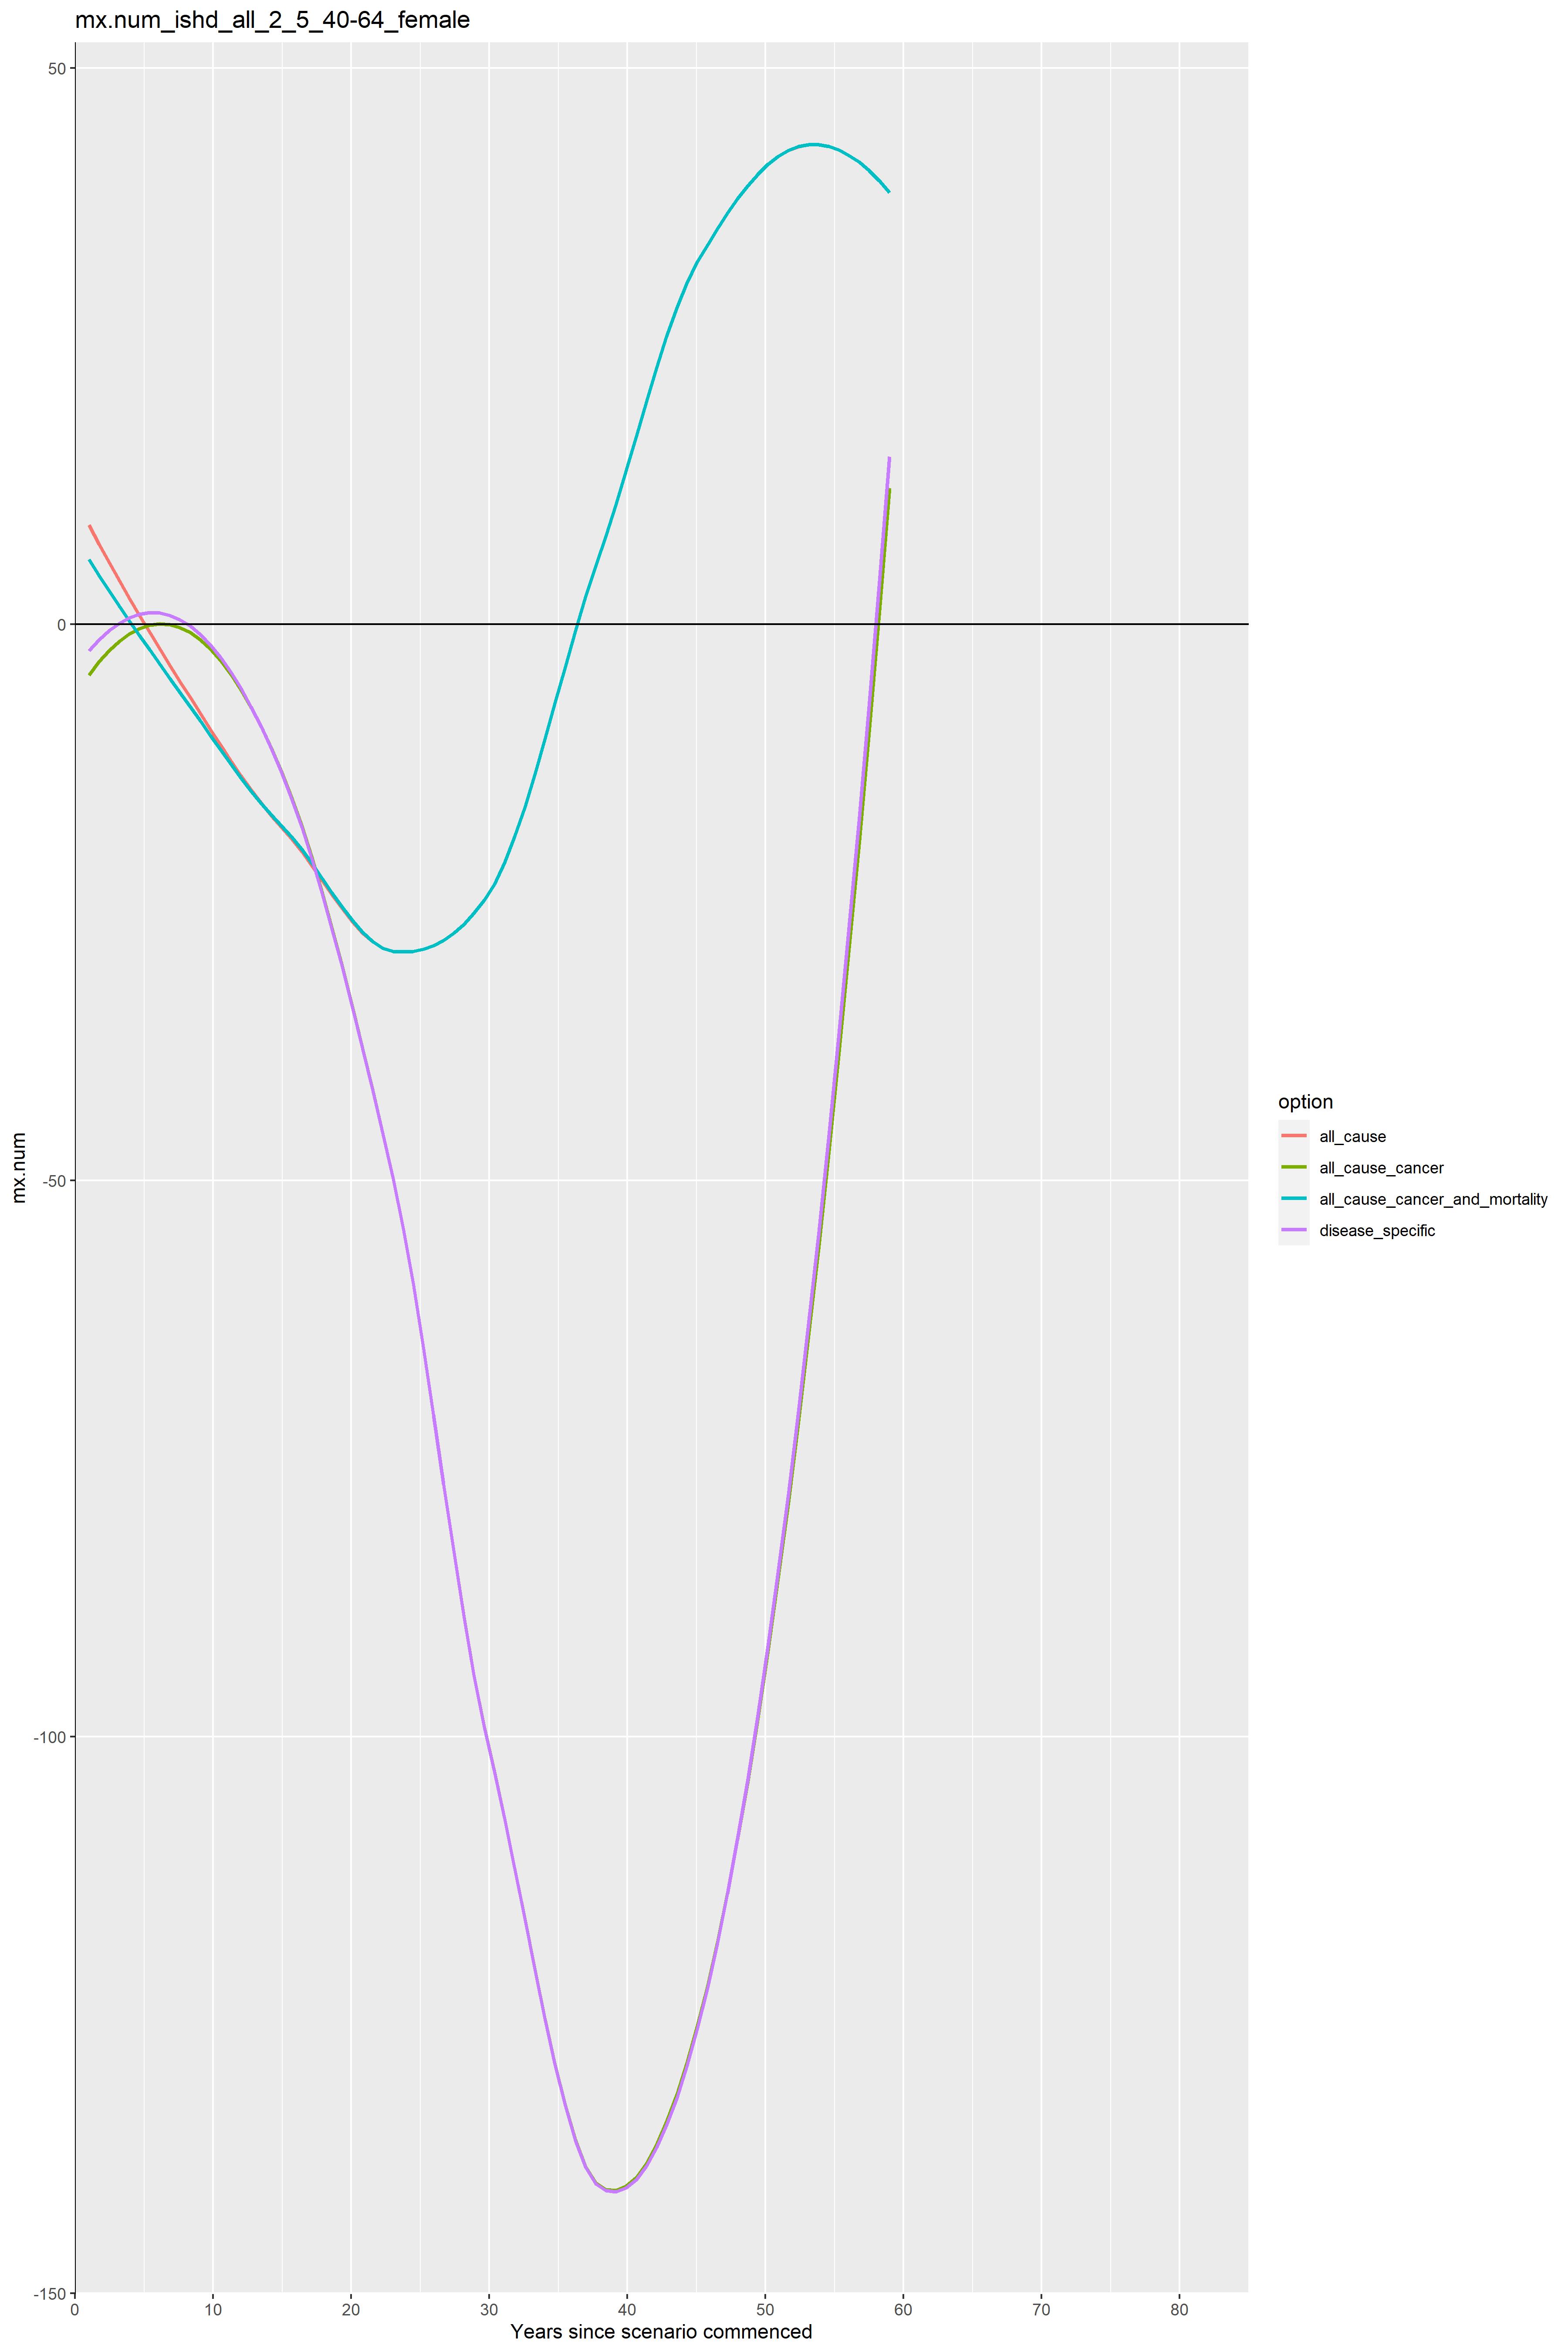 mx.num_ishd_all_2_5_40-64_female
50
0
-50
-100
-150
mx.num
0 10 20 30 40 50 60 70 80
Years since scenario commenced
option
all_cause
all_cause_cancer
all_cause_cancer_and_mortality
disease_specific